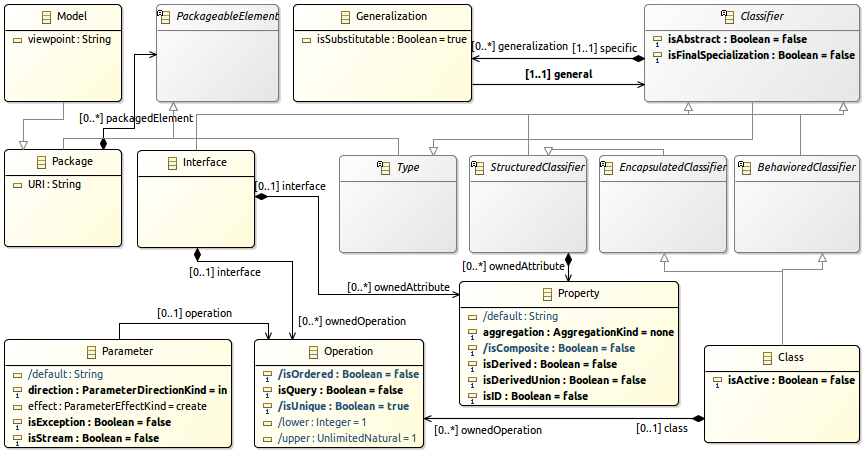 Model
viewpoint : String
PackageableElement
Generalization
isSubstitutable : Boolean = true
Classifier
isAbstract : Boolean = false
isFinalSpecialization : Boolean = false
[0..*] generalization
[1..1] specific
[1..1] general
[0..*] packagedElement
Package
URI : String
Interface
Type
StructuredClassifier
EncapsulatedClassifier
BehavioredClassifier
[0..1] interface
[0..1] interface
[0..*] ownedAttribute
[0..*] ownedAttribute
[0..1] operation
[0..*] ownedOperation
Property
/default : String
aggregation : AggregationKind = none
/isComposite : Boolean = false
isDerived : Boolean = false
isDerivedUnion : Boolean = false
isID : Boolean = false
Parameter
/default : String
direction : ParameterDirectionKind = in
effect : ParameterEffectKind = create
isException : Boolean = false
isStream : Boolean = false
Operation
/isOrdered : Boolean = false
isQuery : Boolean = false
/isUnique : Boolean = true
/lower : Integer = 1
/upper : UnlimitedNatural = 1
Class
isActive : Boolean = false
[0..*] ownedOperation
[0..1] class